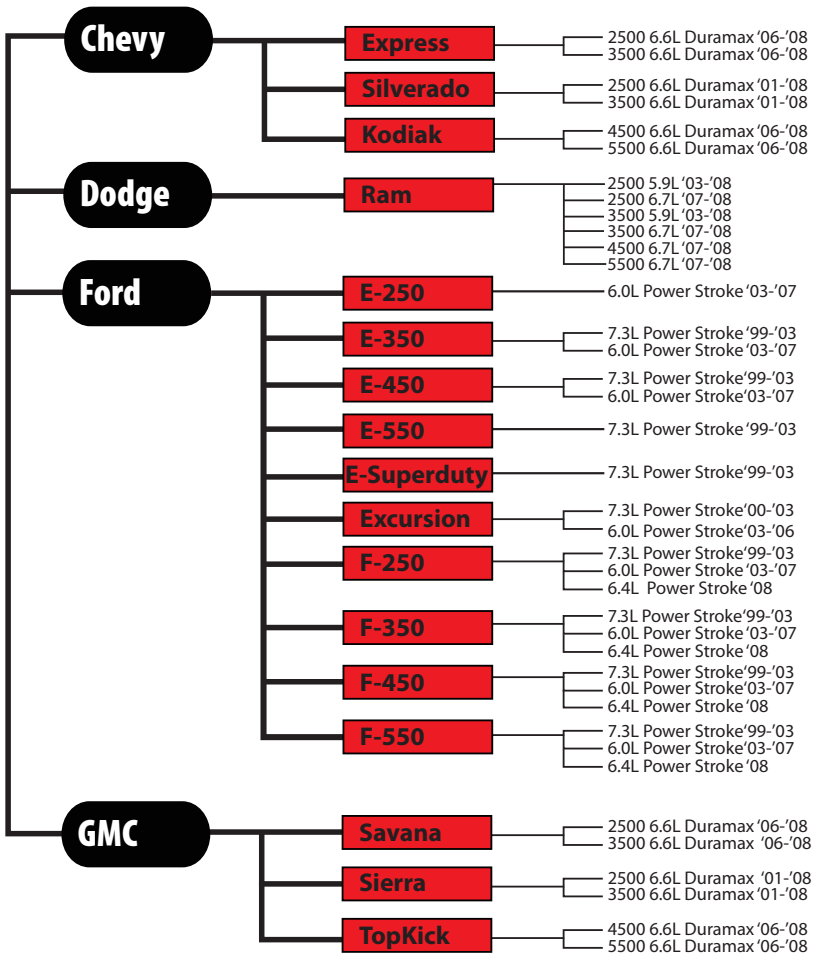 Chevy
Express
2500 6.6L Duramax ‘06-’08
3500 6.6L Duramax ‘06-’08
Silverado
2500 6.6L Duramax ‘01-’08
3500 6.6L Duramax ‘01-’08
Kodiak
4500 6.6L Duramax ‘06-’08
5500 6.6L Duramax ‘06-’08
Dodge
Ram
2500 5.9L ‘03-’08
2500 6.7L ‘07-’08
3500 5.9L ‘03-’08
3500 6.7L ‘07-’08
4500 6.7L ‘07-’08
5500 6.7L ‘07-’08
Ford
E-250
6.0L Power Stroke ‘03-’07
E-350
7.3L Power Stroke ‘99-’03
6.0L Power Stroke ‘03-’07
E-450
7.3L Power Stroke‘99-’03
6.0L Power Stroke‘03-’07
E-550
7.3L Power Stroke ‘99-’03
E-Superduty
7.3L Power Stroke‘99-’03
Excursion
7.3L Power Stroke‘00-’03
6.0L Power Stroke‘03-’06
F-250
7.3L Power Stroke‘99-’03
6.0L Power Stroke ‘03-’07
6.4L Power Stroke ‘08
F-350
7.3L Power Stroke‘99-’03
6.0L Power Stroke ‘03-’07
6.4L Power Stroke ‘08
F-450
7.3L Power Stroke‘99-’03
6.0L Power Stroke‘03-’07
6.4L Power Stroke ‘08
F-550
7.3L Power Stroke‘99-’03
6.0L Power Stroke‘03-’07
6.4L Power Stroke ‘08
GMC
Savana
2500 6.6L Duramax ‘06-’08
3500 6.6L Duramax ‘06-’08
Sierra
2500 6.6L Duramax ‘01-’08
3500 6.6L Duramax ‘01-’08
TopKick
4500 6.6L Duramax ‘06-’08
5500 6.6L Duramax ‘06-’08